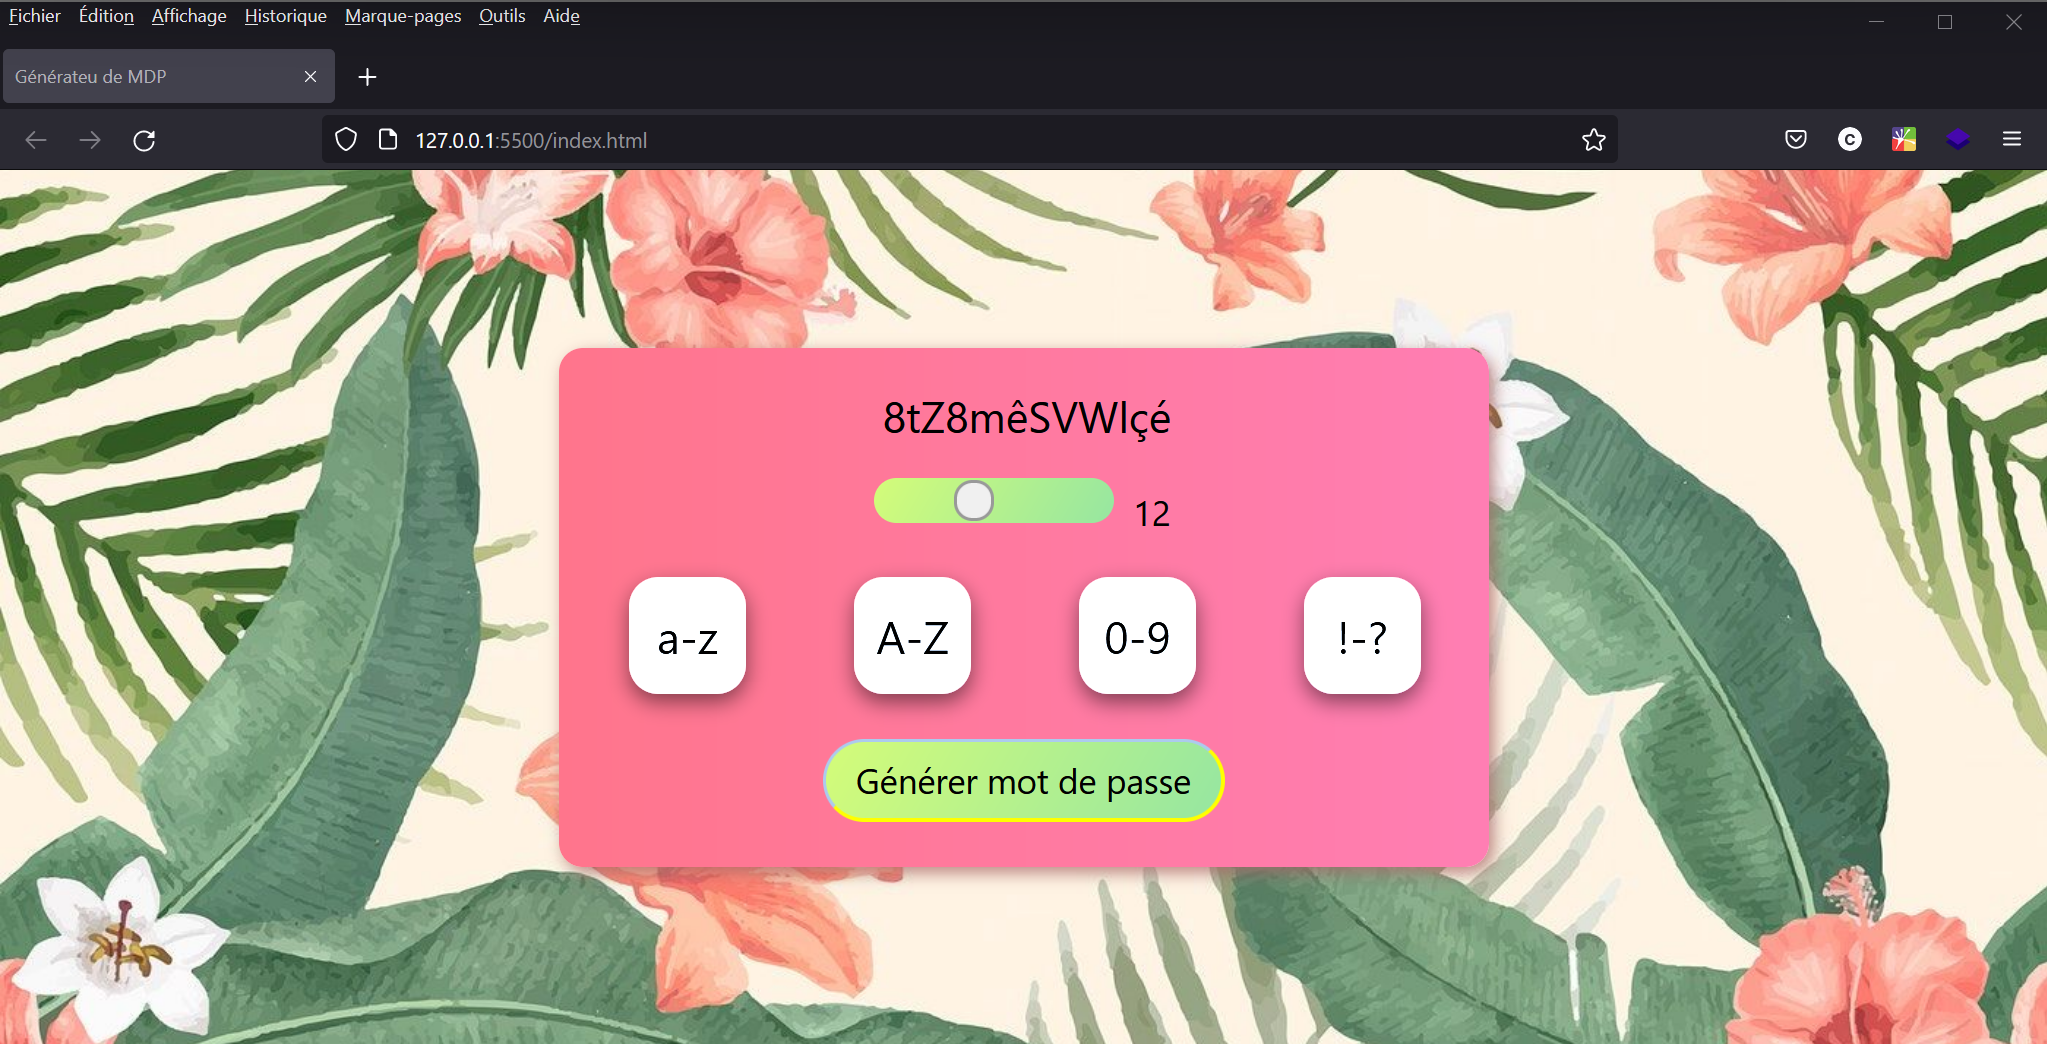 Fichier Édition Affichage Historique Marque-pages Outils Aide
Générateu de MDP
127.0.0.1:5500/index.html
C
8tZ8mêSVWlçé
12
a-z A-Z 0-9 !-?
Générer mot de passe